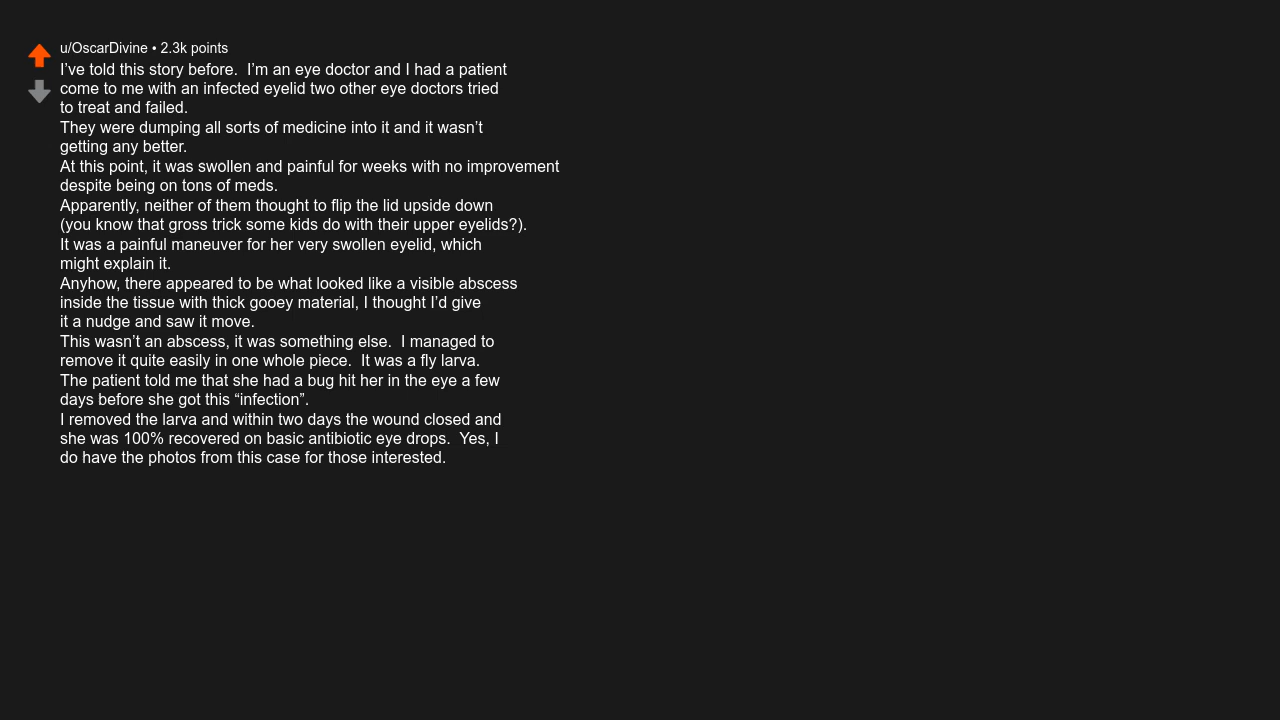 u/OscarDivine • 2.3k points
I’ve told this story before.  I’m an eye doctor and I had a patient
come to me with an infected eyelid two other eye doctors tried
to treat and failed.
They were dumping all sorts of medicine into it and it wasn’t
getting any better.
At this point, it was swollen and painful for weeks with no improvement
despite being on tons of meds.
Apparently, neither of them thought to flip the lid upside down
(you know that gross trick some kids do with their upper eyelids?).
It was a painful maneuver for her very swollen eyelid, which
might explain it.
Anyhow, there appeared to be what looked like a visible abscess
inside the tissue with thick gooey material, I thought I’d give
it a nudge and saw it move.
This wasn’t an abscess, it was something else.  I managed to
remove it quite easily in one whole piece.  It was a fly larva.
The patient told me that she had a bug hit her in the eye a few
days before she got this “infection”.
I removed the larva and within two days the wound closed and
she was 100% recovered on basic antibiotic eye drops.  Yes, I
do have the photos from this case for those interested.